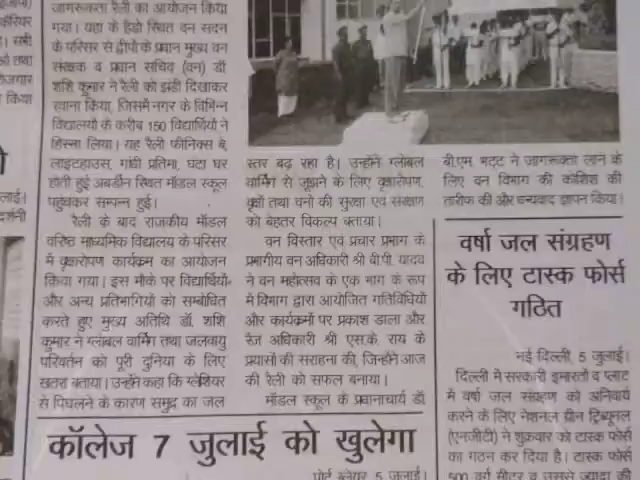 जागरूकता रैली का आयोजन किया
गया। यहां के हैडो स्थित वन सदन
के परिसर से द्वीपों के प्रधान मुख्य वन
संरक्षक व प्रधान सचिव (वन) डॉ
शशि कुमार ने रैली को झंडी दिखाकर
रवाना किया, जिसमें नगर के विभिन्न
विद्यालयों के करीब 150 विद्यार्थियों ने
हिस्सा लिया। यह रैली फीनिक्स बे,
लाइटहाउस, गांधी प्रतिमा, घंटा घर
होती हुई अबर्डीन स्थित मॉडल स्कूल
पहुंचकर सम्पन्न हुई।
रैली के बाद राजकीय मॉडल
वरिष्ठ माध्यमिक विद्यालय के परिसर
में वृक्षारोपण कार्यक्रम का आयोजन
किया गया। इस मौके पर विद्यार्थियों
और अन्य प्रतिभागियों को सम्बोधित
करते हुए मुख्य अतिथि डॉ. शशि
कुमार ने ग्लोबल वार्मिंग तथा जलवायु
परिवर्तन को पूरी दुनिया के लिए
खतरा बताया। उन्होंने कहा कि ग्लेशियर
से पिघलने के कारण समुद्र का जल
स्तर बढ़ रहा है। उन्होंने ग्लोबल
वार्मिंग से जूझने के लिए वृक्षारोपण,
वृक्षों तथा वनों की सुरक्षा एवं संरक्षण
को बेहतर विकल्प बताया।
वन विस्तार एवं प्रचार प्रभाग के
प्रभागीय वन अधिकारी श्री वी.पी. यादव
ने वन महोत्सव के एक भाग के रूप
में विभाग द्वारा आयोजित गतिविधियों
और कार्यक्रमों पर प्रकाश डाला और
रेंज अधिकारी श्री एस.के. राय के
प्रयासों की सराहना की, जिन्होंने आज
की रैली को सफल बनाया।
मॉडल स्कूल के प्रधानाचार्य डॉ
बी.एम. भट्ट ने जागरूकता लाने के
लिए वन विभाग की कोशिश की
तारीफ की और धन्यवाद ज्ञापन किया।
वर्षा जल संग्रहण
के लिए टास्क फोर्स
गठित
नई दिल्ली, 5 जुलाई।
दिल्ली में सरकारी इमारतों व प्लाट
में वर्षा जल संग्रहण को अनिवार्य
करने के लिए नेशनल ग्रीन ट्रिब्यूनल
(एनजीटी) ने शुक्रवार को टास्क फोर्स
का गठन कर दिया है। टास्क फोर्स
500 वर्ग मीटर व उससे ज्यादा की
कॉलेज 7 जुलाई को खुलेगा
पोर्ट ब्लेयर, 5 जुलाई।